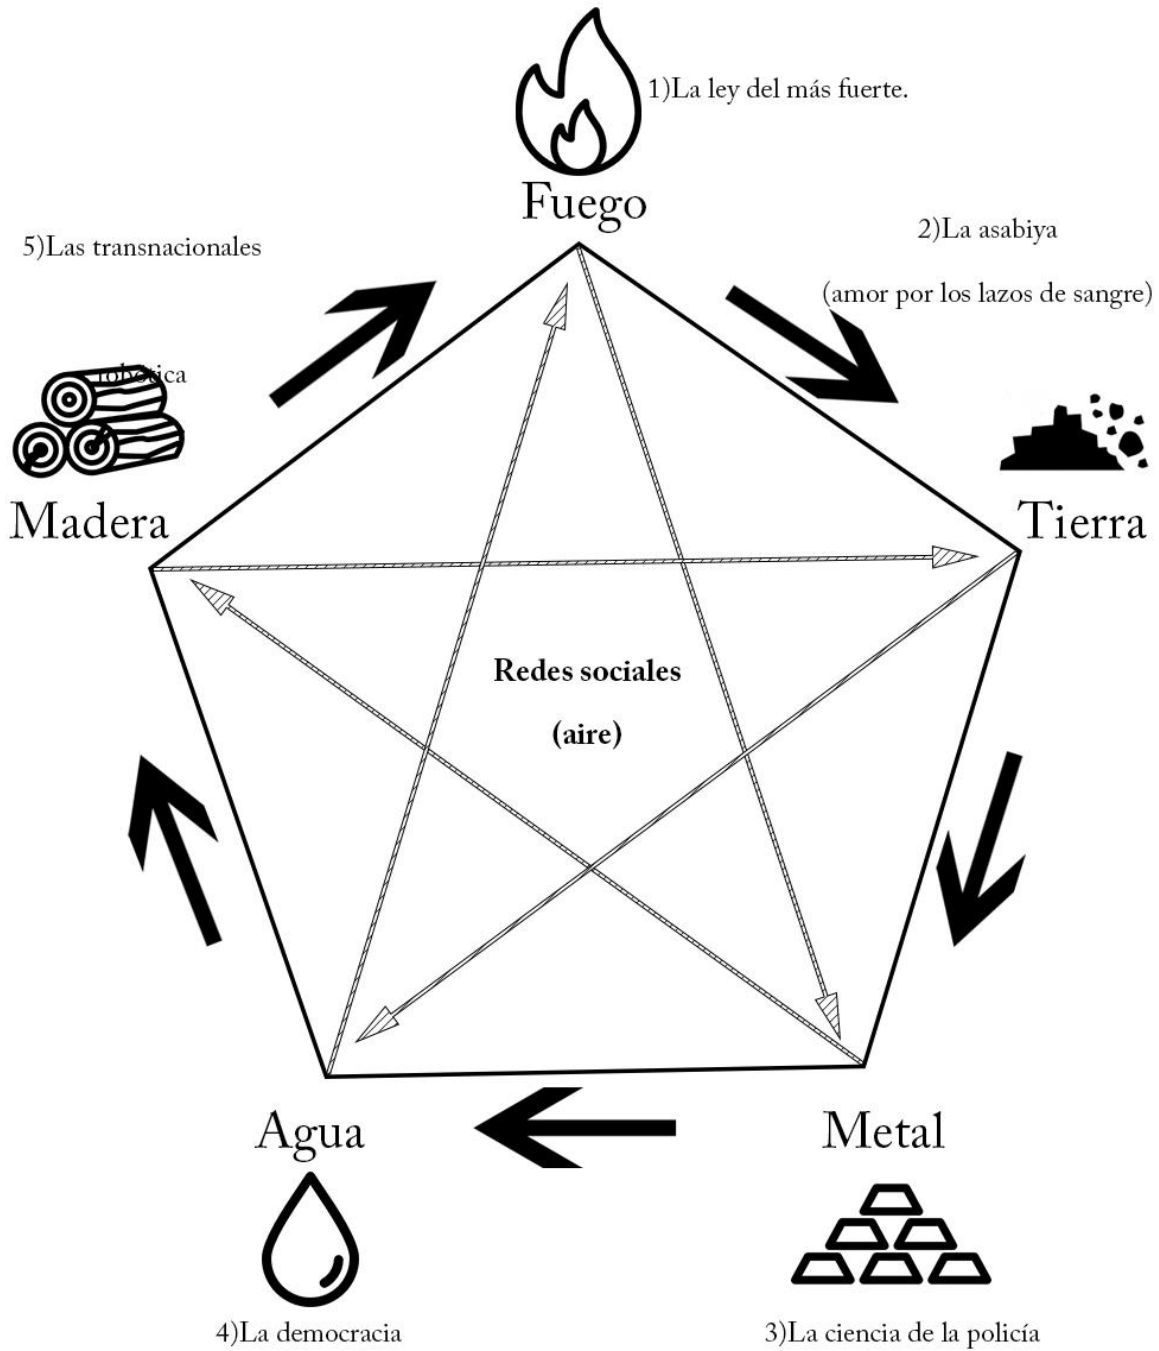 1)La ley del más fuerte.
Fuego
2)La asabiya
5)Las transnacionales
(amor por los lazos de sangre)
robótica
Madera
Tierra
Redes sociales
(aire)
Agua
Metal
4)La democracia
3)La ciencia de la policía